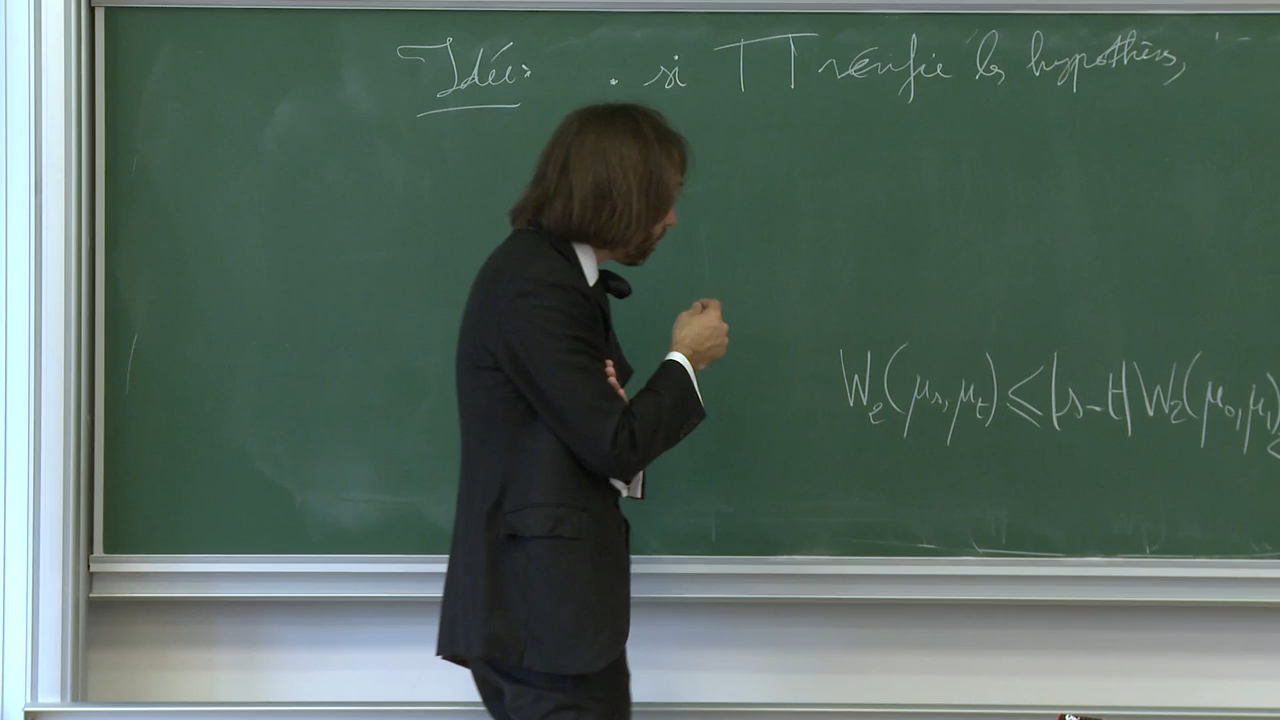 Idée: . si Π vérifie les hypothèses,
W₂(μₛ,μₜ) ≤ |s-t| W₂(μ₀,μ₁)
≤